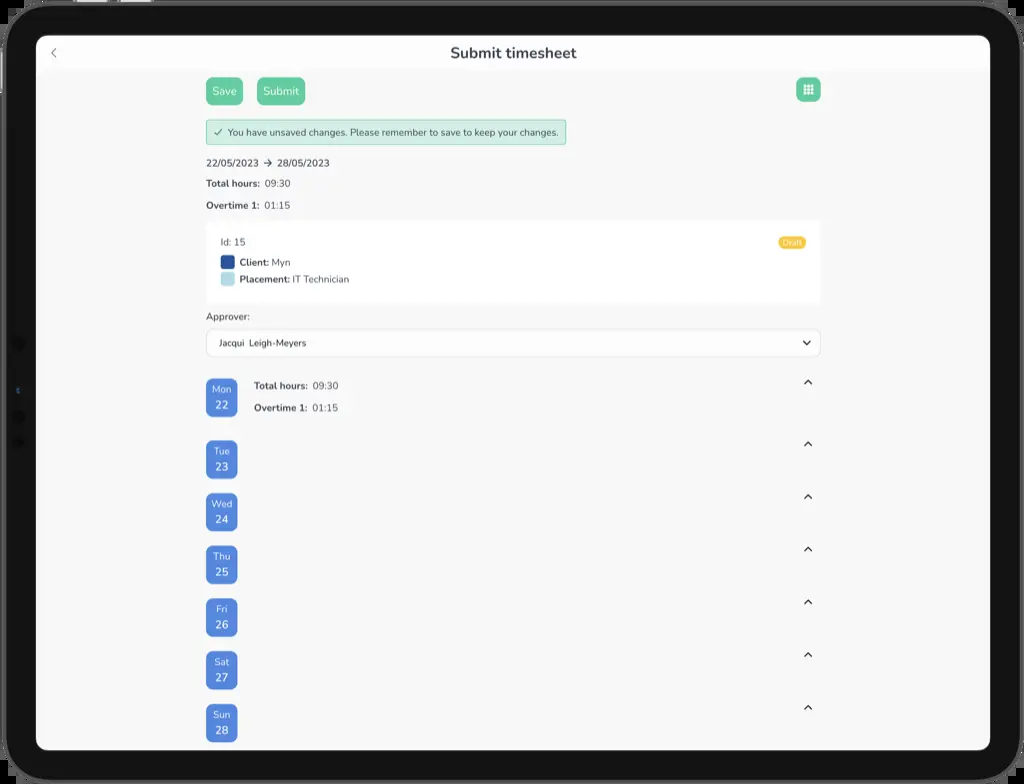 Submit timesheet
Save Submit
You have unsaved changes. Please remember to save to keep your changes.
22/05/2023 → 28/05/2023
Total hours: 09:30
Overtime 1: 01:15
Id: 15 Draft
Client: Myn
Placement: IT Technician
Approver:
Jacqui Leigh-Meyers
Mon
22
Total hours: 09:30
Overtime 1: 01:15
Tue
23
Wed
24
Thu
25
Fri
26
Sat
27
Sun
28